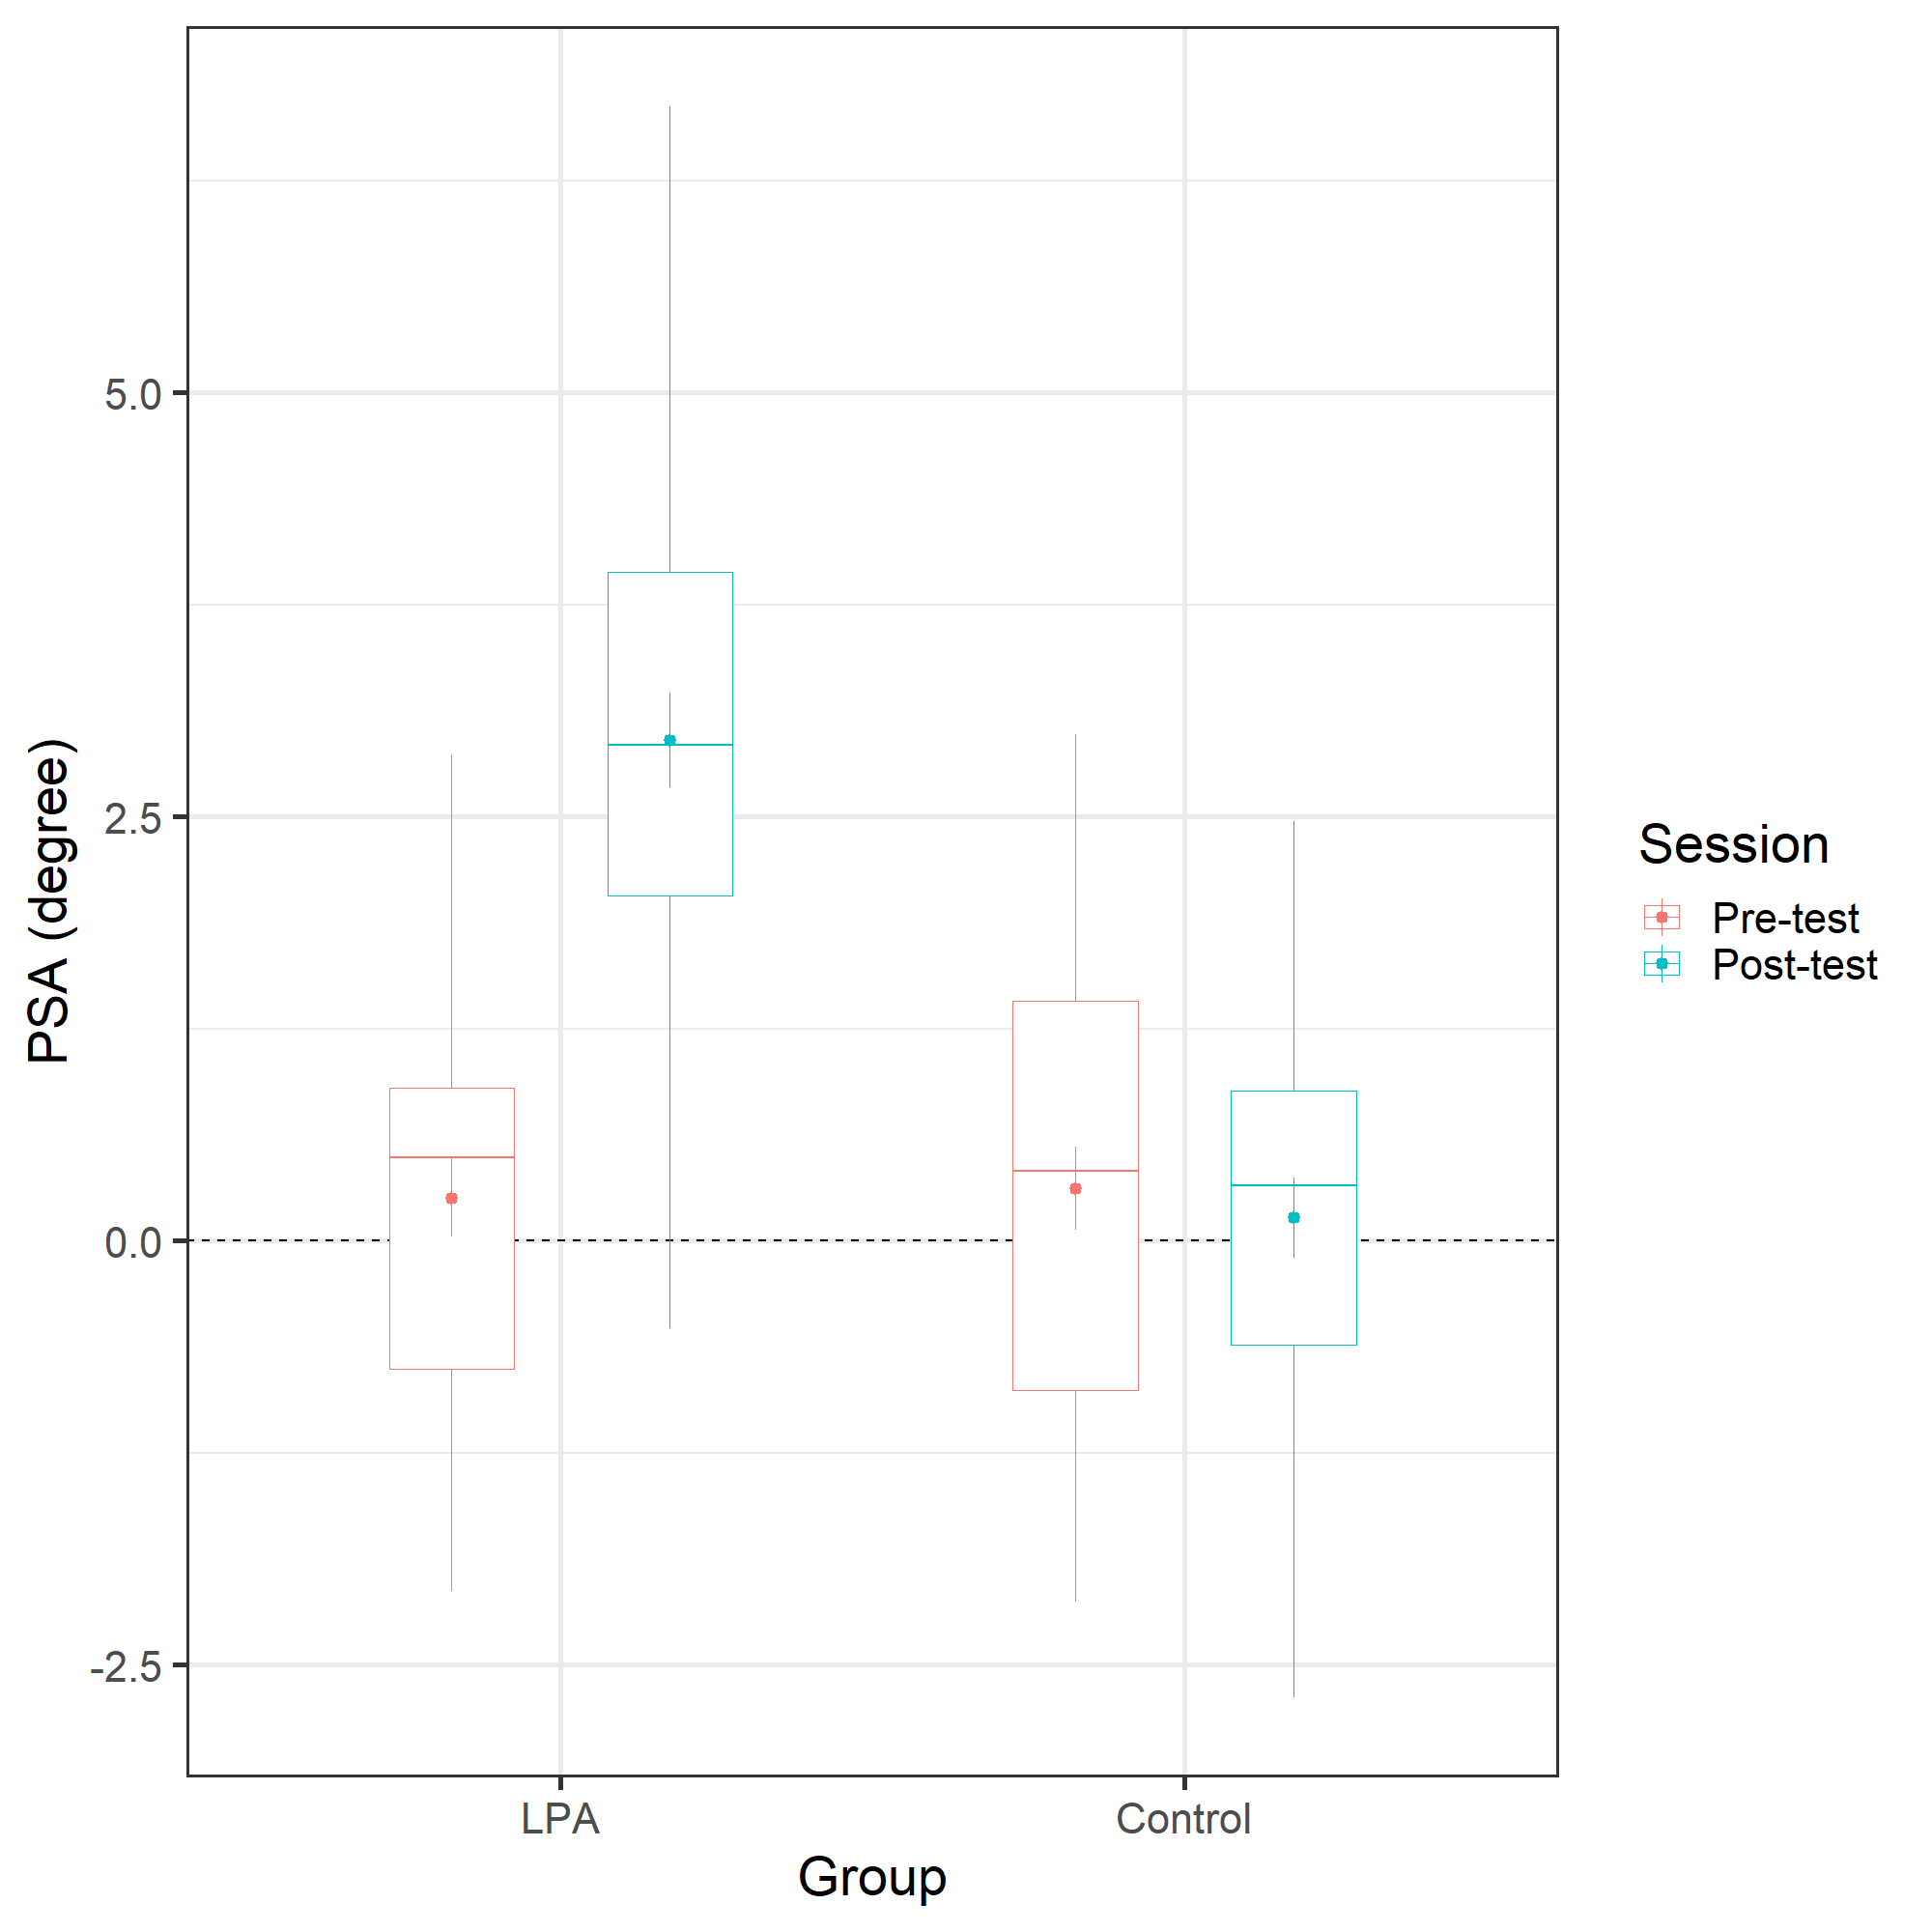 PSA (degree)
5.0
2.5
0.0
-2.5
LPA
Control
Group
Session
Pre-test
Post-test